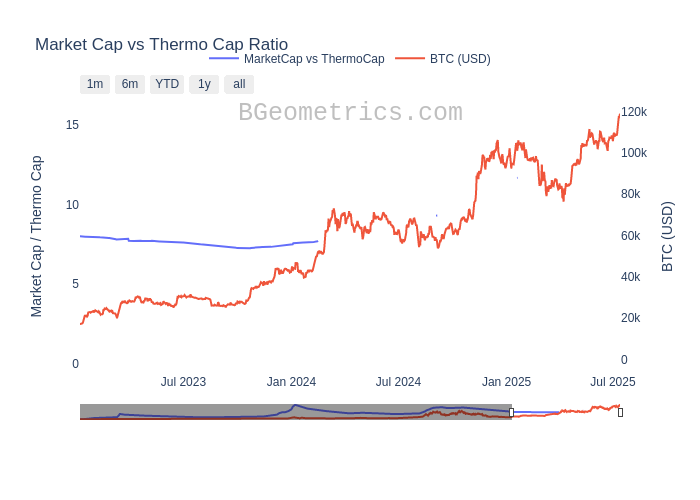 Market Cap vs Thermo Cap Ratio
MarketCap vs ThermoCap
BTC (USD)
1m
6m
YTD
1y
all
BGeometrics.com
Market Cap / Thermo Cap
15
10
5
0
120k
100k
80k
60k
40k
20k
0
BTC (USD)
Jul 2023
Jan 2024
Jul 2024
Jan 2025
Jul 2025